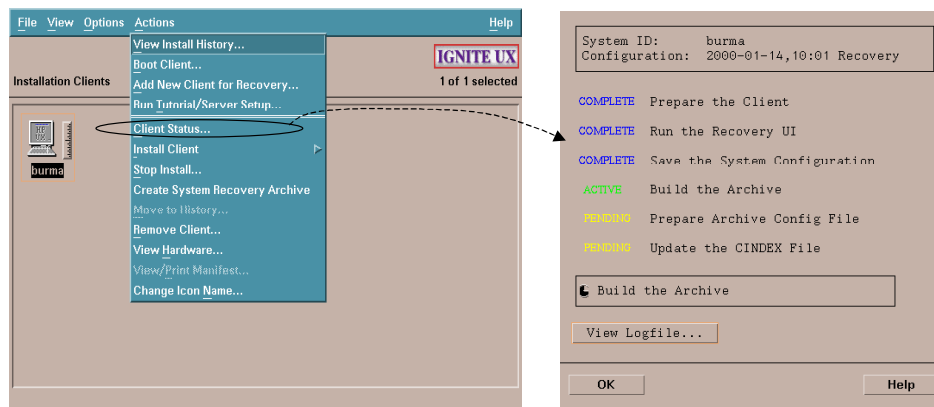 File View Options Actions Help
View Install History...
Boot Client...
Add New Client for Recovery...
Run Tutorial/Server Setup...
Client Status...
Install Client
Stop Install...
Create System Recovery Archive
Move to History...
Remove Client...
View Hardware...
View/Print Manifest...
Change Icon Name...
IGNITE UX
Installation Clients
1 of 1 selected
HP
UX
burma
System ID: burma
Configuration: 2000-01-14,10:01 Recovery
COMPLETE Prepare the Client
COMPLETE Run the Recovery UI
COMPLETE Save the System Configuration
ACTIVE Build the Archive
PENDING Prepare Archive Config File
PENDING Update the CINDEX File
Build the Archive
View Logfile...
OK Help